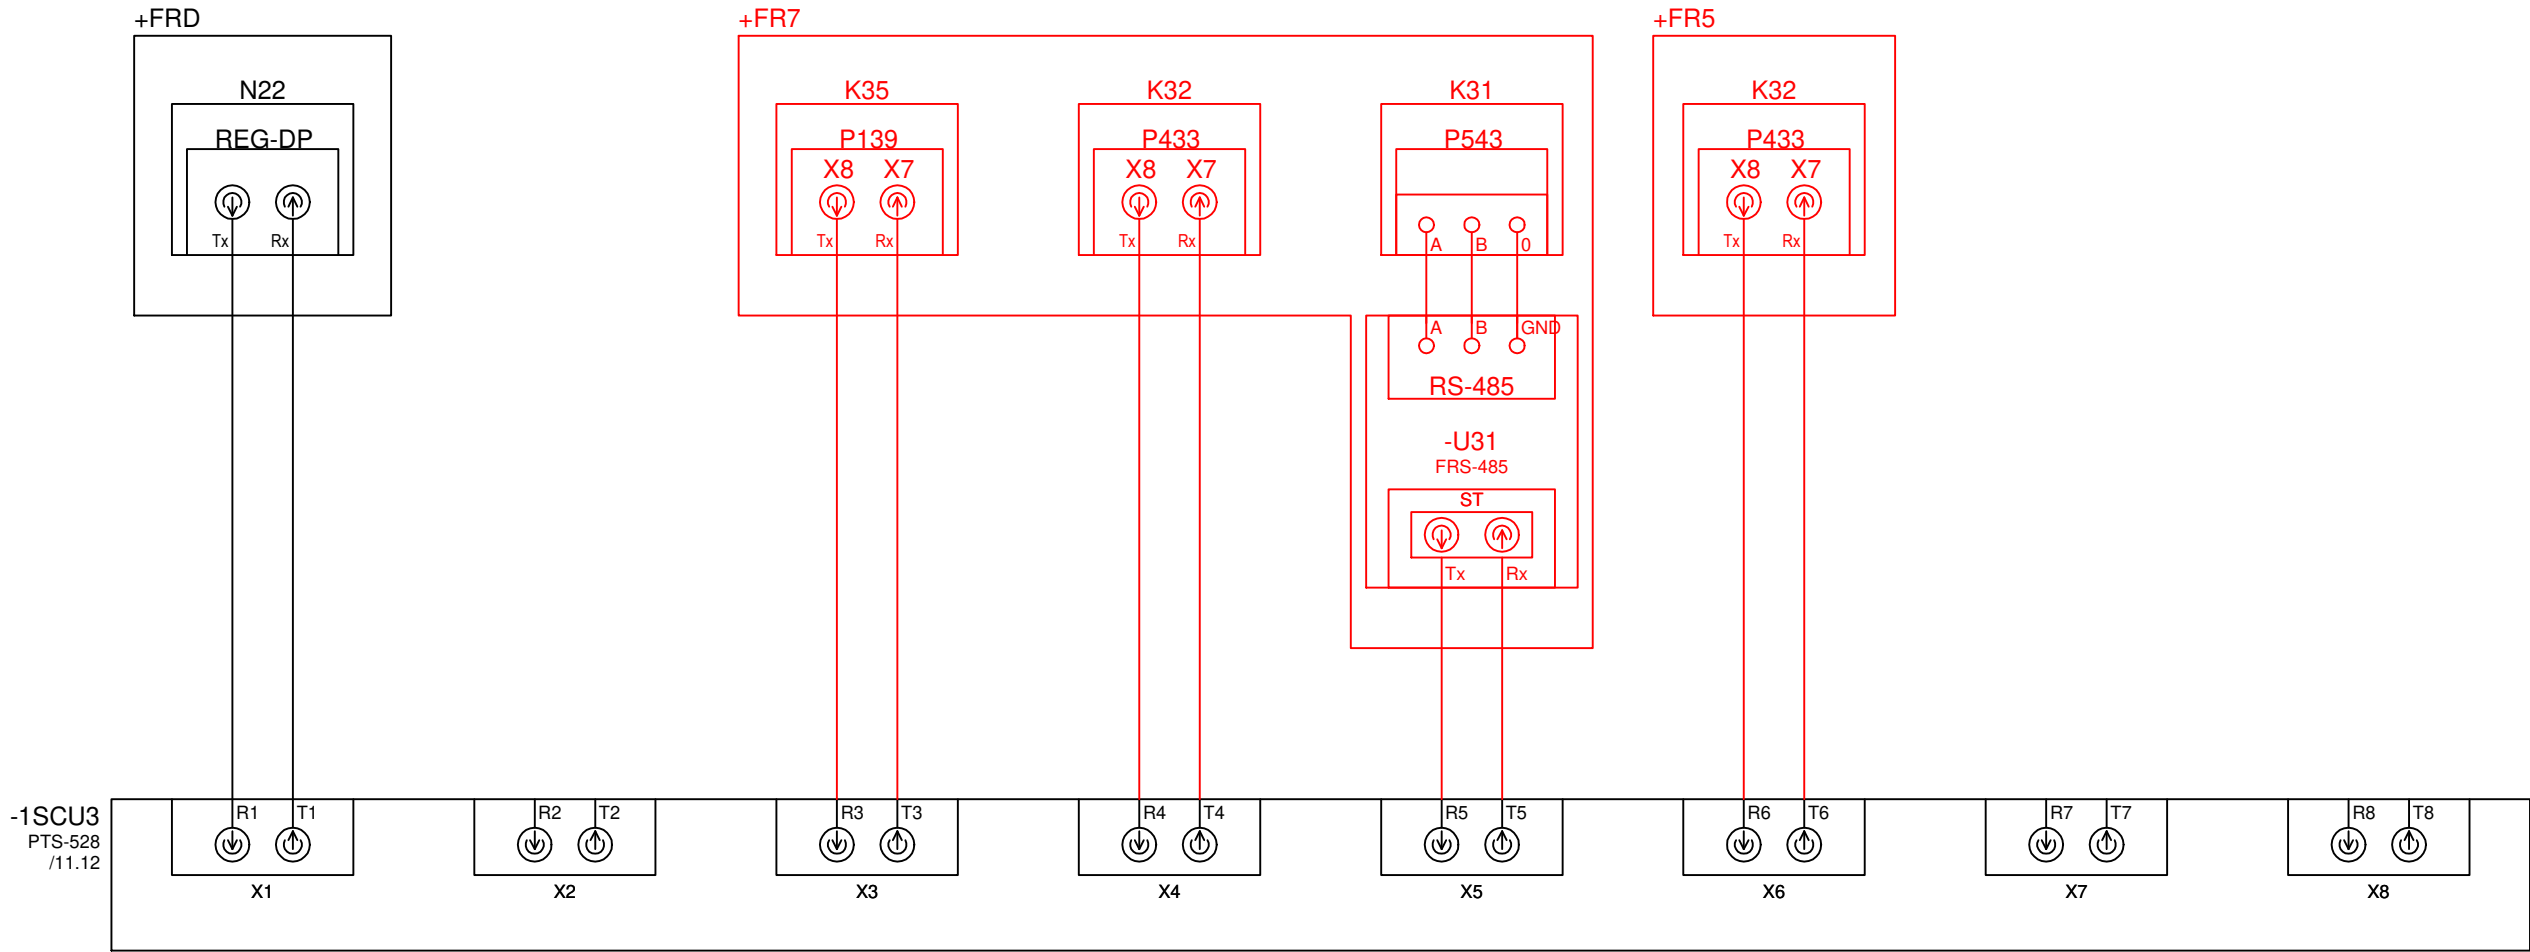 +FRD +FR7 +FR5
N22 K35 K32 K31 K32
REG-DP P139 P433 P543 P433
X8 X7 X8 X7 X8 X7
Tx Rx Tx Rx Tx Rx A B 0 Tx Rx
A B GND
RS-485
-U31
FRS-485
ST
Tx Rx
-1SCU3 R1 T1 R2 T2 R3 T3 R4 T4 R5 T5 R6 T6 R7 T7 R8 T8
PTS-528
/11.12
X1 X2 X3 X4 X5 X6 X7 X8